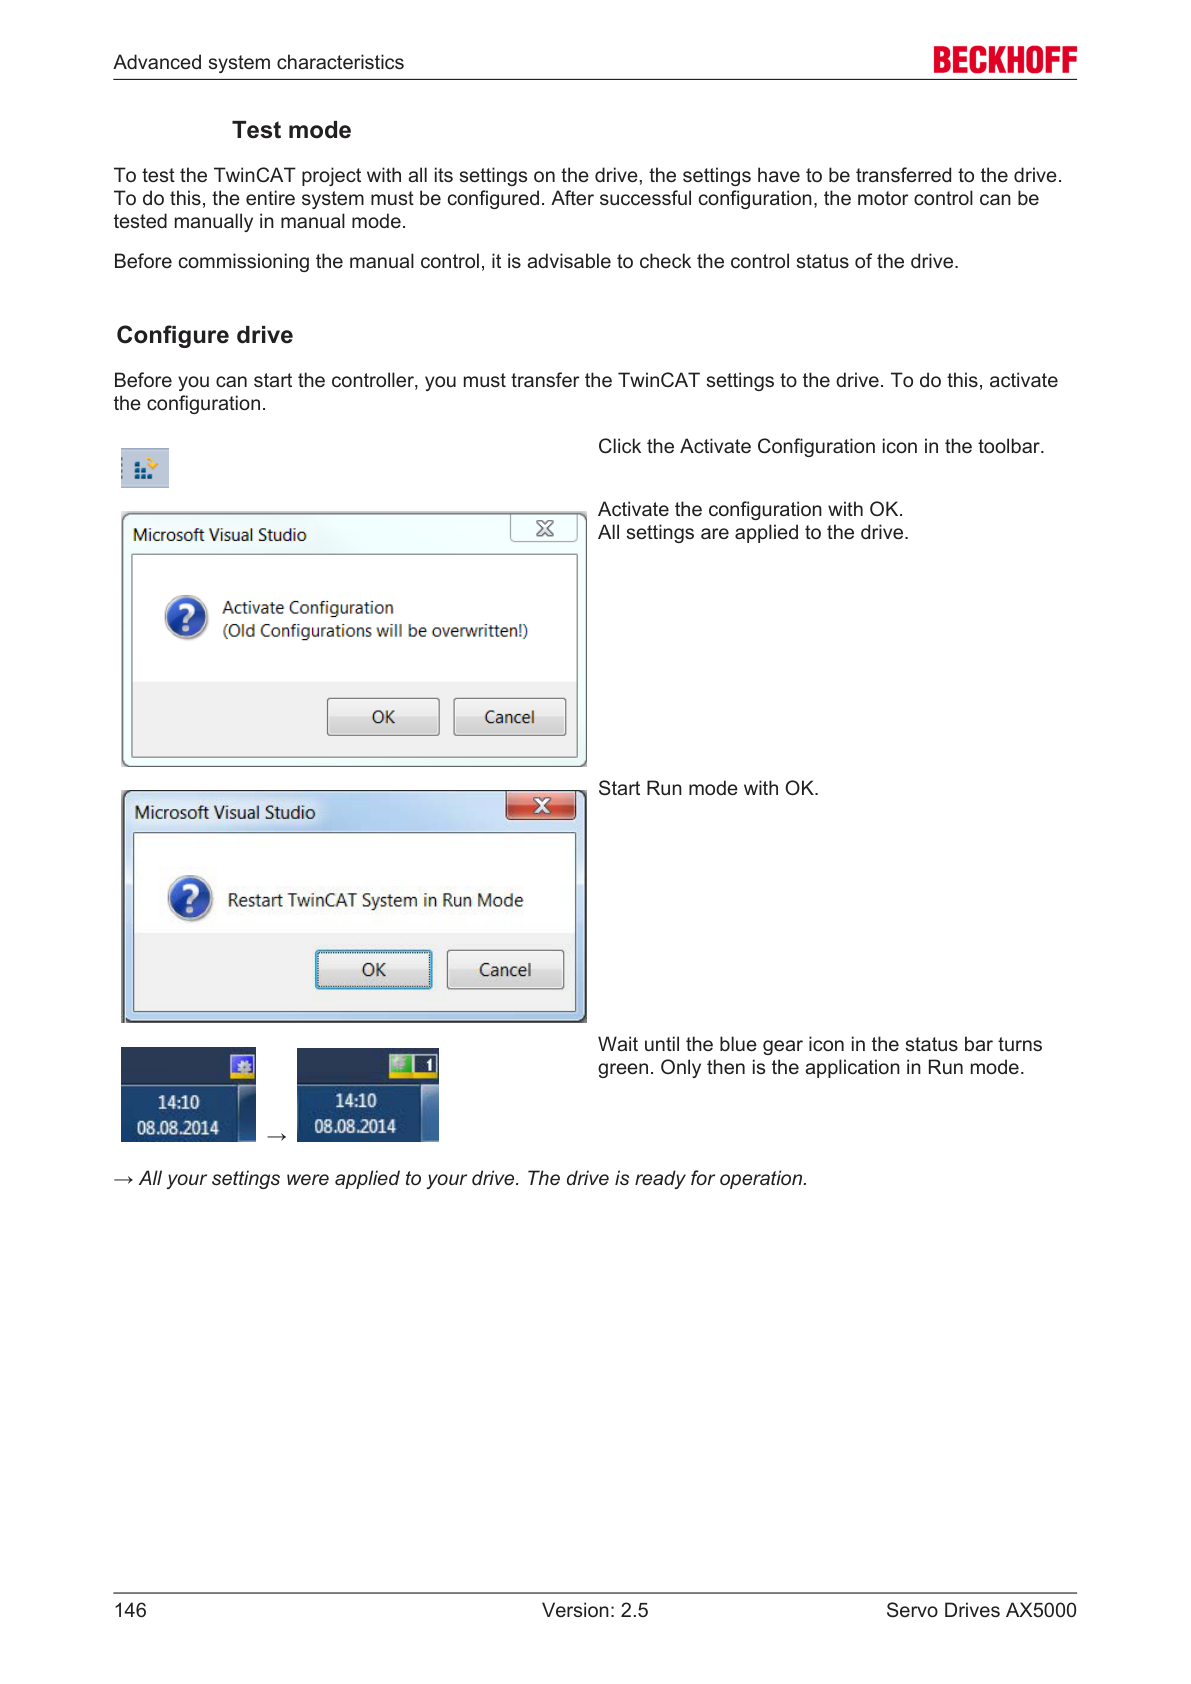 Advanced system characteristics
BECKHOFF
Test mode
To test the TwinCAT project with all its settings on the drive, the settings have to be transferred to the drive.
To do this, the entire system must be configured. After successful configuration, the motor control can be
tested manually in manual mode.
Before commissioning the manual control, it is advisable to check the control status of the drive.
Configure drive
Before you can start the controller, you must transfer the TwinCAT settings to the drive. To do this, activate
the configuration.
Click the Activate Configuration icon in the toolbar.
Microsoft Visual Studio
Activate Configuration
(Old Configurations will be overwritten!)
OK Cancel
Activate the configuration with OK.
All settings are applied to the drive.
Microsoft Visual Studio
Restart TwinCAT System in Run Mode
OK Cancel
Start Run mode with OK.
14:10
08.08.2014
→
1
14:10
08.08.2014
Wait until the blue gear icon in the status bar turns
green. Only then is the application in Run mode.
→ All your settings were applied to your drive. The drive is ready for operation.
146 Version: 2.5 Servo Drives AX5000